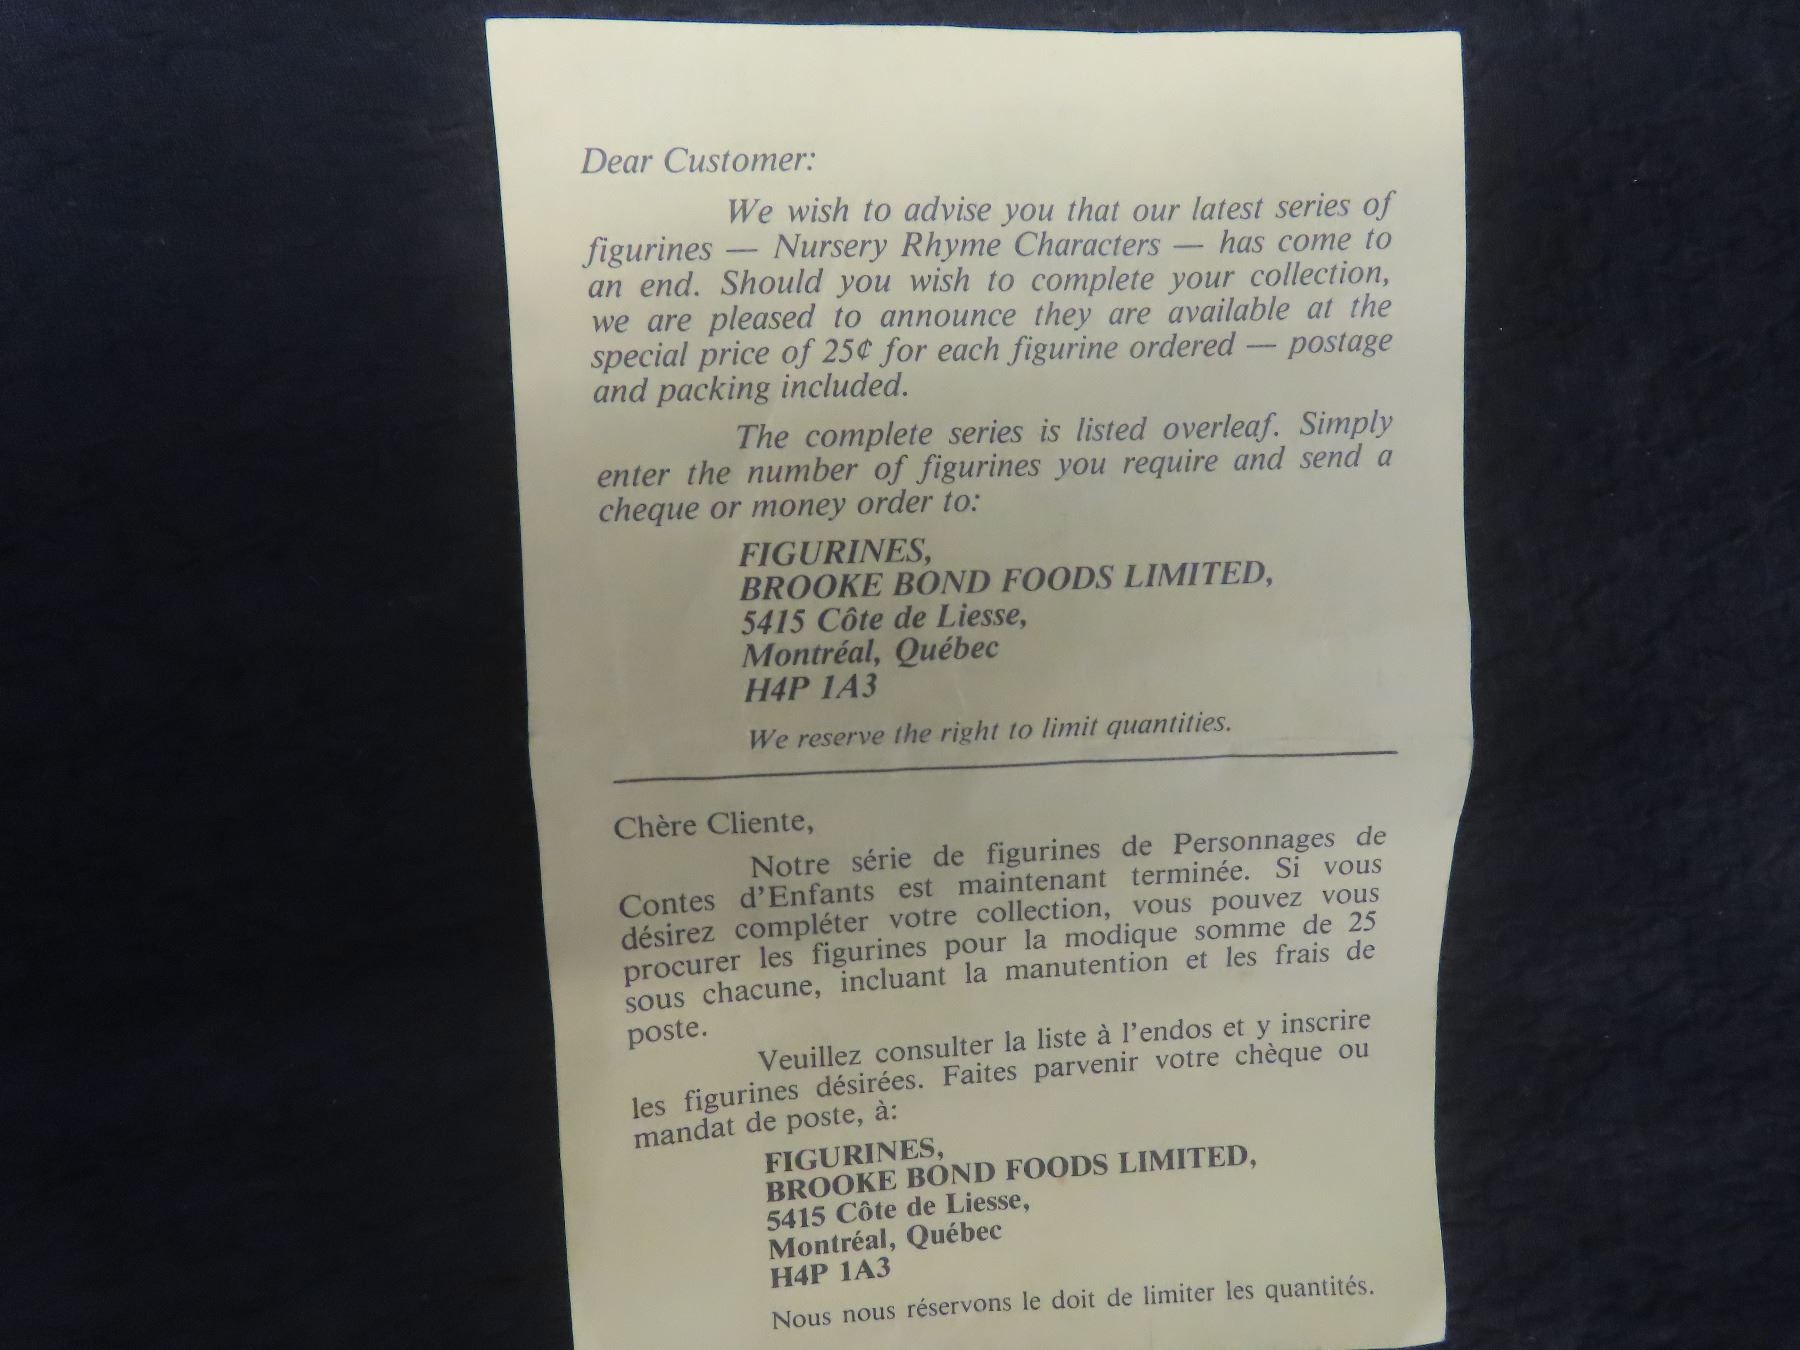 Dear Customer:
We wish to advise you that our latest series of
figurines — Nursery Rhyme Characters — has come to
an end. Should you wish to complete your collection,
we are pleased to announce they are available at the
special price of 25¢ for each figurine ordered — postage
and packing included.
The complete series is listed overleaf. Simply
enter the number of figurines you require and send a
cheque or money order to:
FIGURINES,
BROOKE BOND FOODS LIMITED,
5415 Côte de Liesse,
Montréal, Québec
H4P 1A3
We reserve the right to limit quantities.
Chère Cliente,
Notre série de figurines de Personnages de
Contes d'Enfants est maintenant terminée. Si vous
désirez compléter votre collection, vous pouvez vous
procurer les figurines pour la modique somme de 25
sous chacune, incluant la manutention et les frais de
poste.
Veuillez consulter la liste à l'endos et y inscrire
les figurines désirées. Faites parvenir votre chèque ou
mandat de poste, à:
FIGURINES,
BROOKE BOND FOODS LIMITED,
5415 Côte de Liesse,
Montréal, Québec
H4P 1A3
Nous nous réservons le doit de limiter les quantités.